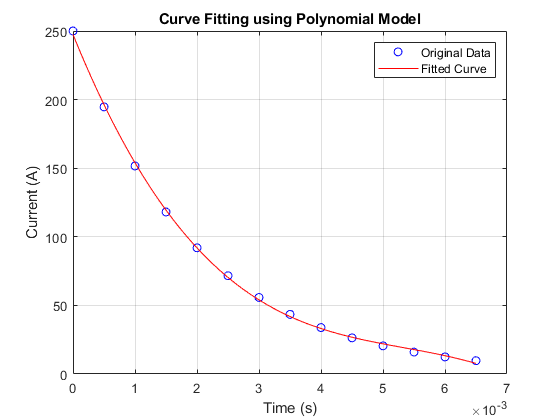 Curve Fitting using Polynomial Model
Original Data
Fitted Curve
Current (A)
250
200
150
100
50
0
0 1 2 3 4 5 6 7
×10-3
Time (s)